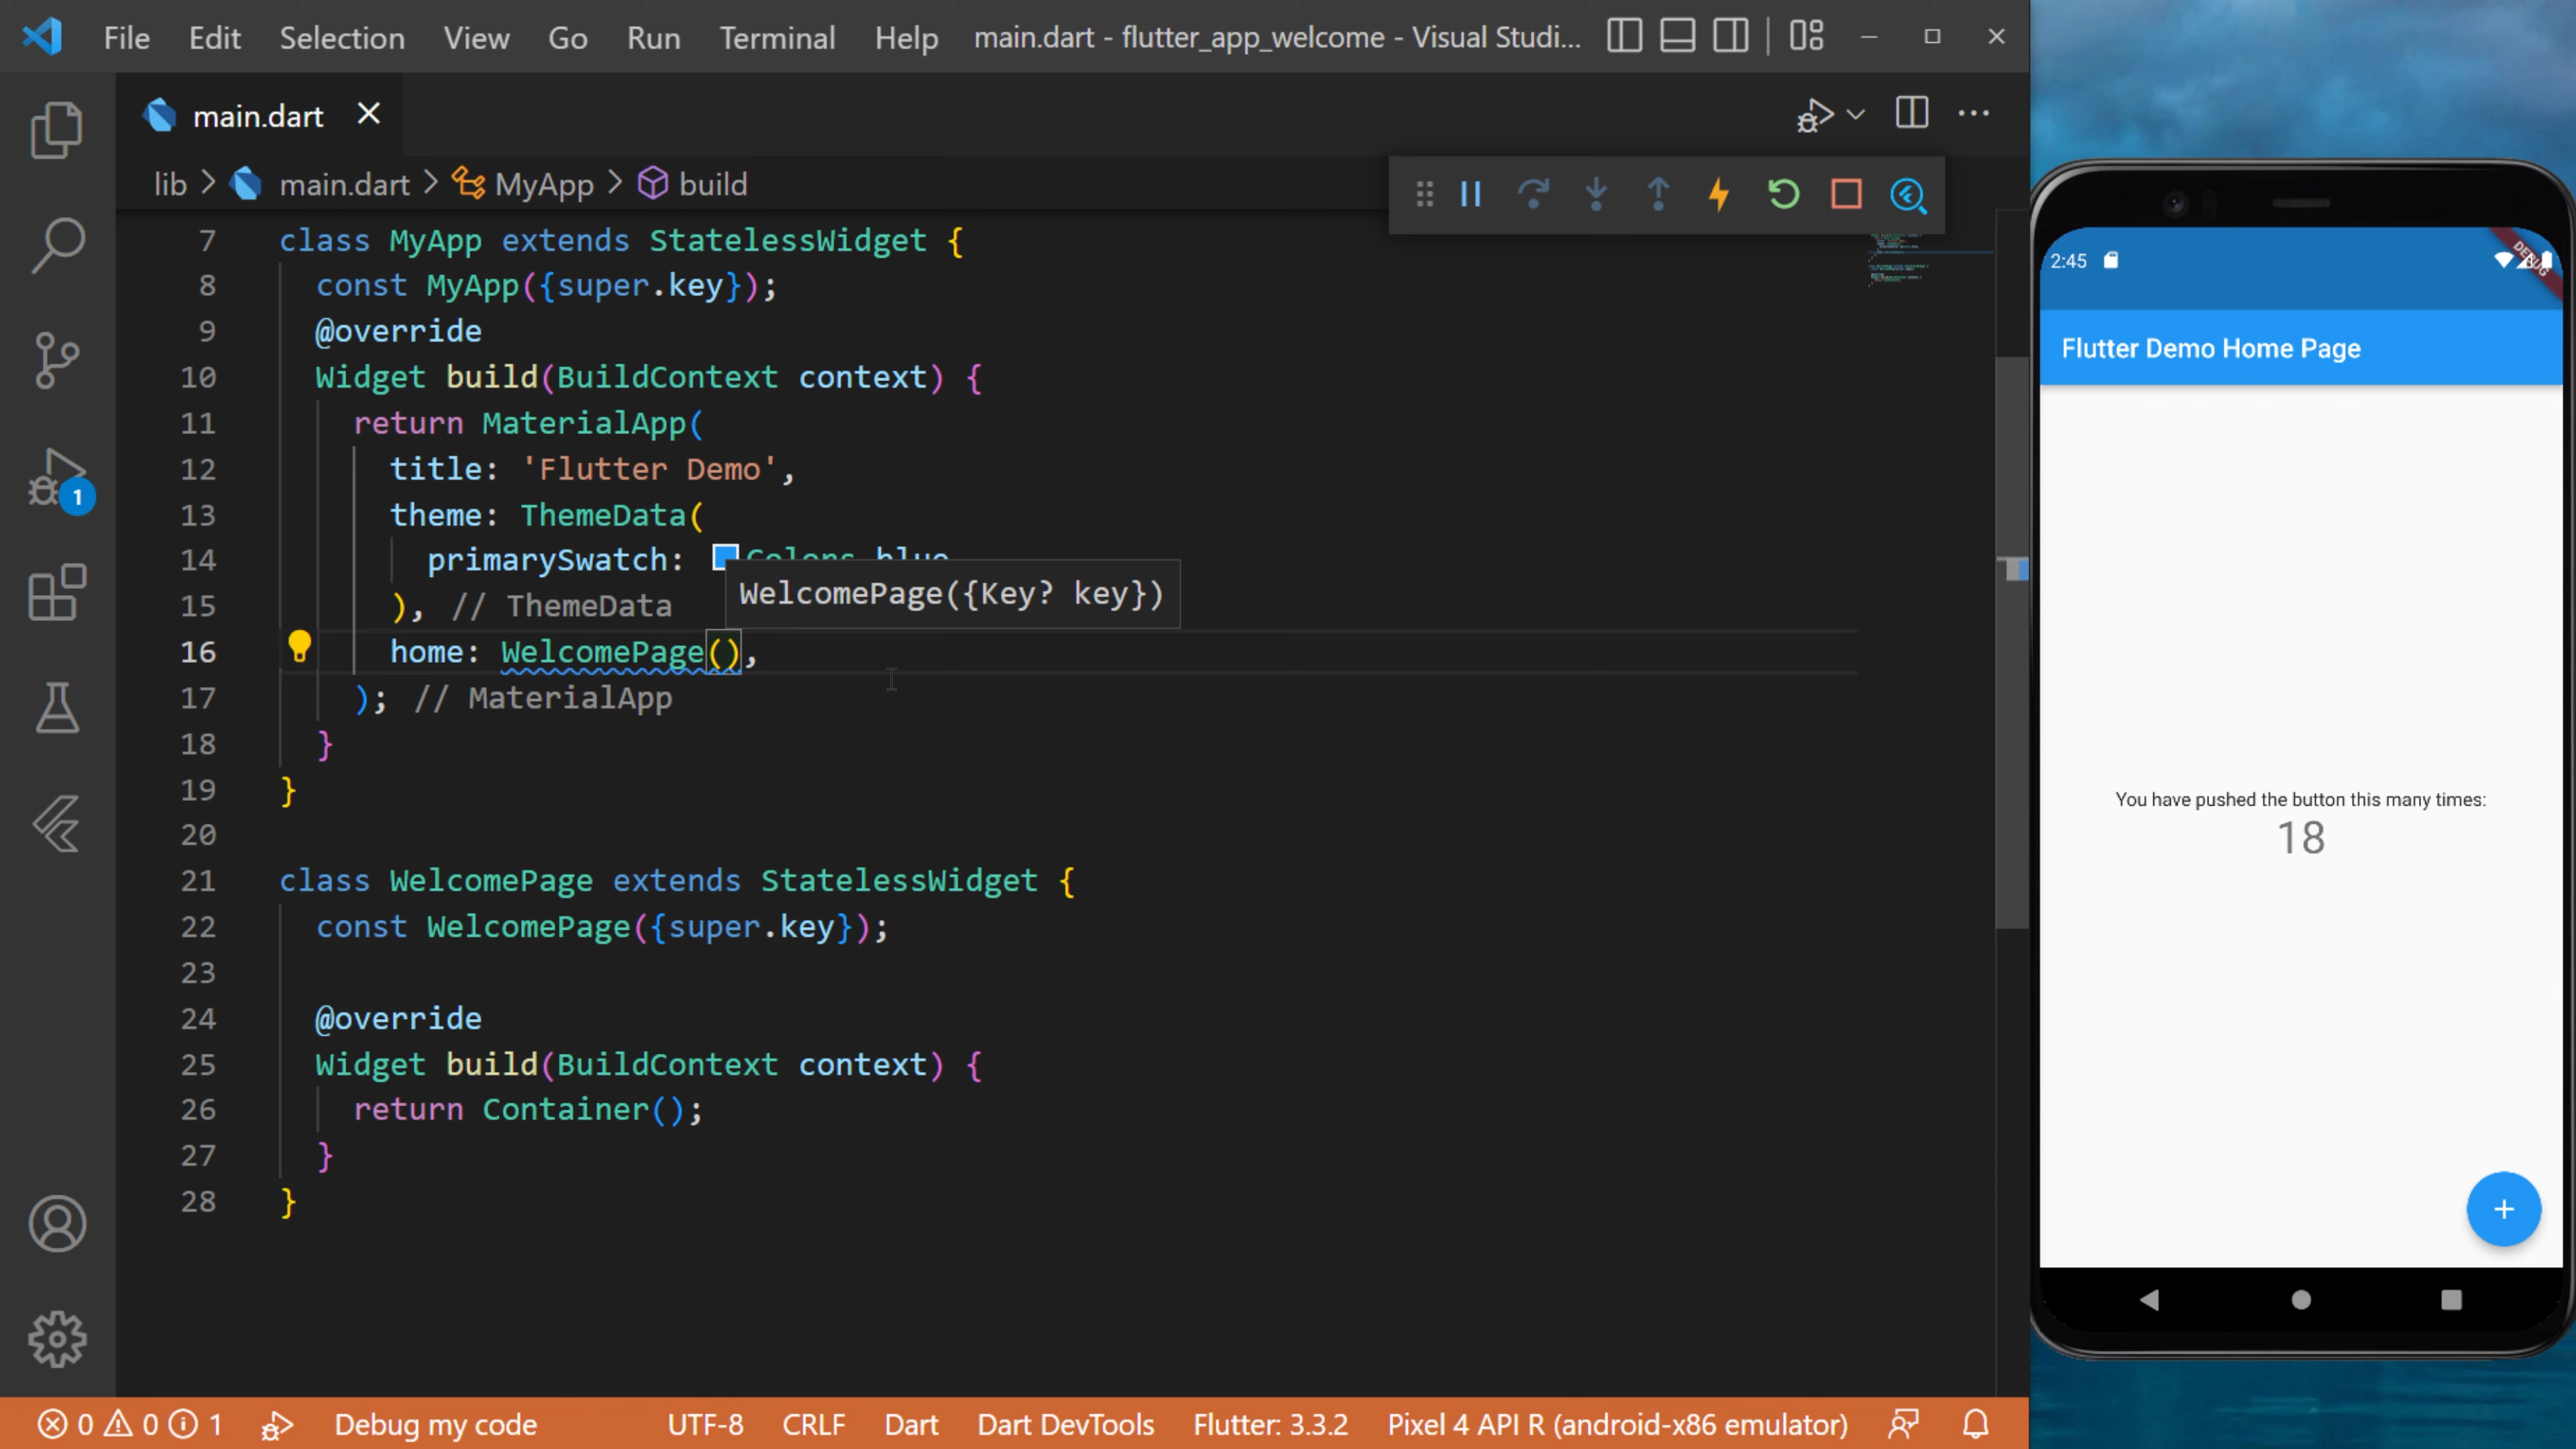 File Edit Selection View Go Run Terminal Help main.dart - flutter_app_welcome - Visual Studi...
main.dart
lib > main.dart > MyApp > build
7 class MyApp extends StatelessWidget {
8 const MyApp({super.key});
9 @override
10 Widget build(BuildContext context) {
11 return MaterialApp(
12 title: 'Flutter Demo',
13 theme: ThemeData(
14 primarySwatch: Colors.blue
WelcomePage({Key? key})
15 ), // ThemeData
16 home: WelcomePage(),
17 ); // MaterialApp
18 }
19 }
20
21 class WelcomePage extends StatelessWidget {
22 const WelcomePage({super.key});
23
24 @override
25 Widget build(BuildContext context) {
26 return Container();
27 }
28 }
1
0 0 1 Debug my code UTF-8 CRLF Dart Dart DevTools Flutter: 3.3.2 Pixel 4 API R (android-x86 emulator)
2:45
DEBUG
Flutter Demo Home Page
You have pushed the button this many times:
18
+